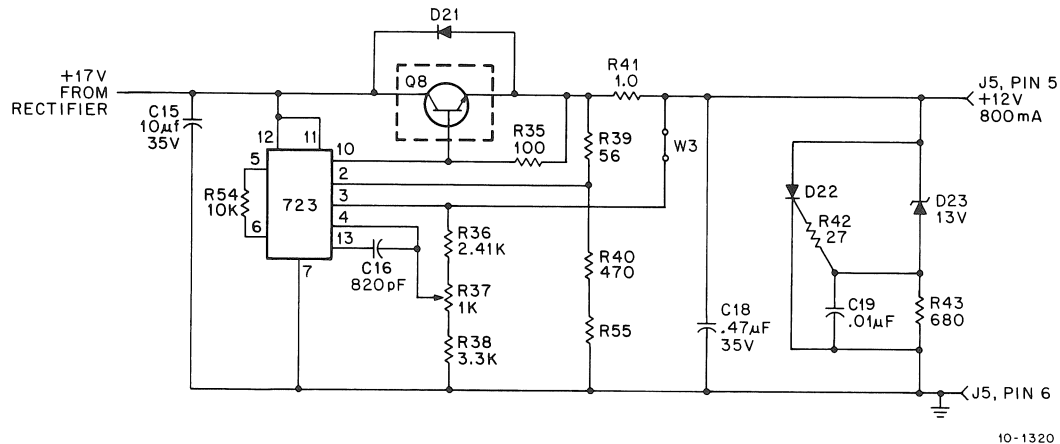 D21
+17V
FROM
RECTIFIER
C15
10µf
35V
Q8
R41
1.0
J5, PIN 5
+12V
800mA
12
11
10
R35
100
R39
56
W3
5
2
R54
10K
723
3
4
6
13
7
C16
820pF
R36
2.41K
R37
1K
R38
3.3K
R40
470
R55
C18
.47µF
35V
D22
R42
27
D23
13V
C19
.01µF
R43
680
J5, PIN 6
10-1320